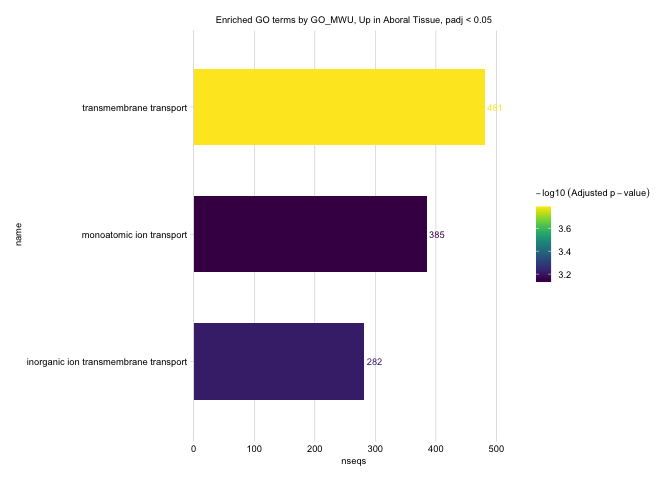 Enriched GO terms by GO_MWU, Up in Aboral Tissue, padj < 0.05
name
transmembrane transport
481
monoatomic ion transport
385
inorganic ion transmembrane transport
282
0 100 200 300 400 500
nseqs
−log10 (Adjusted p−value)
3.6
3.4
3.2